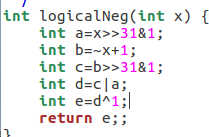 int logicalNeg(int x) {
int a=x>>31&1;
int b=~x+1;
int c=b>>31&1;
int d=c|a;
int e=d^1;
return e;;
}